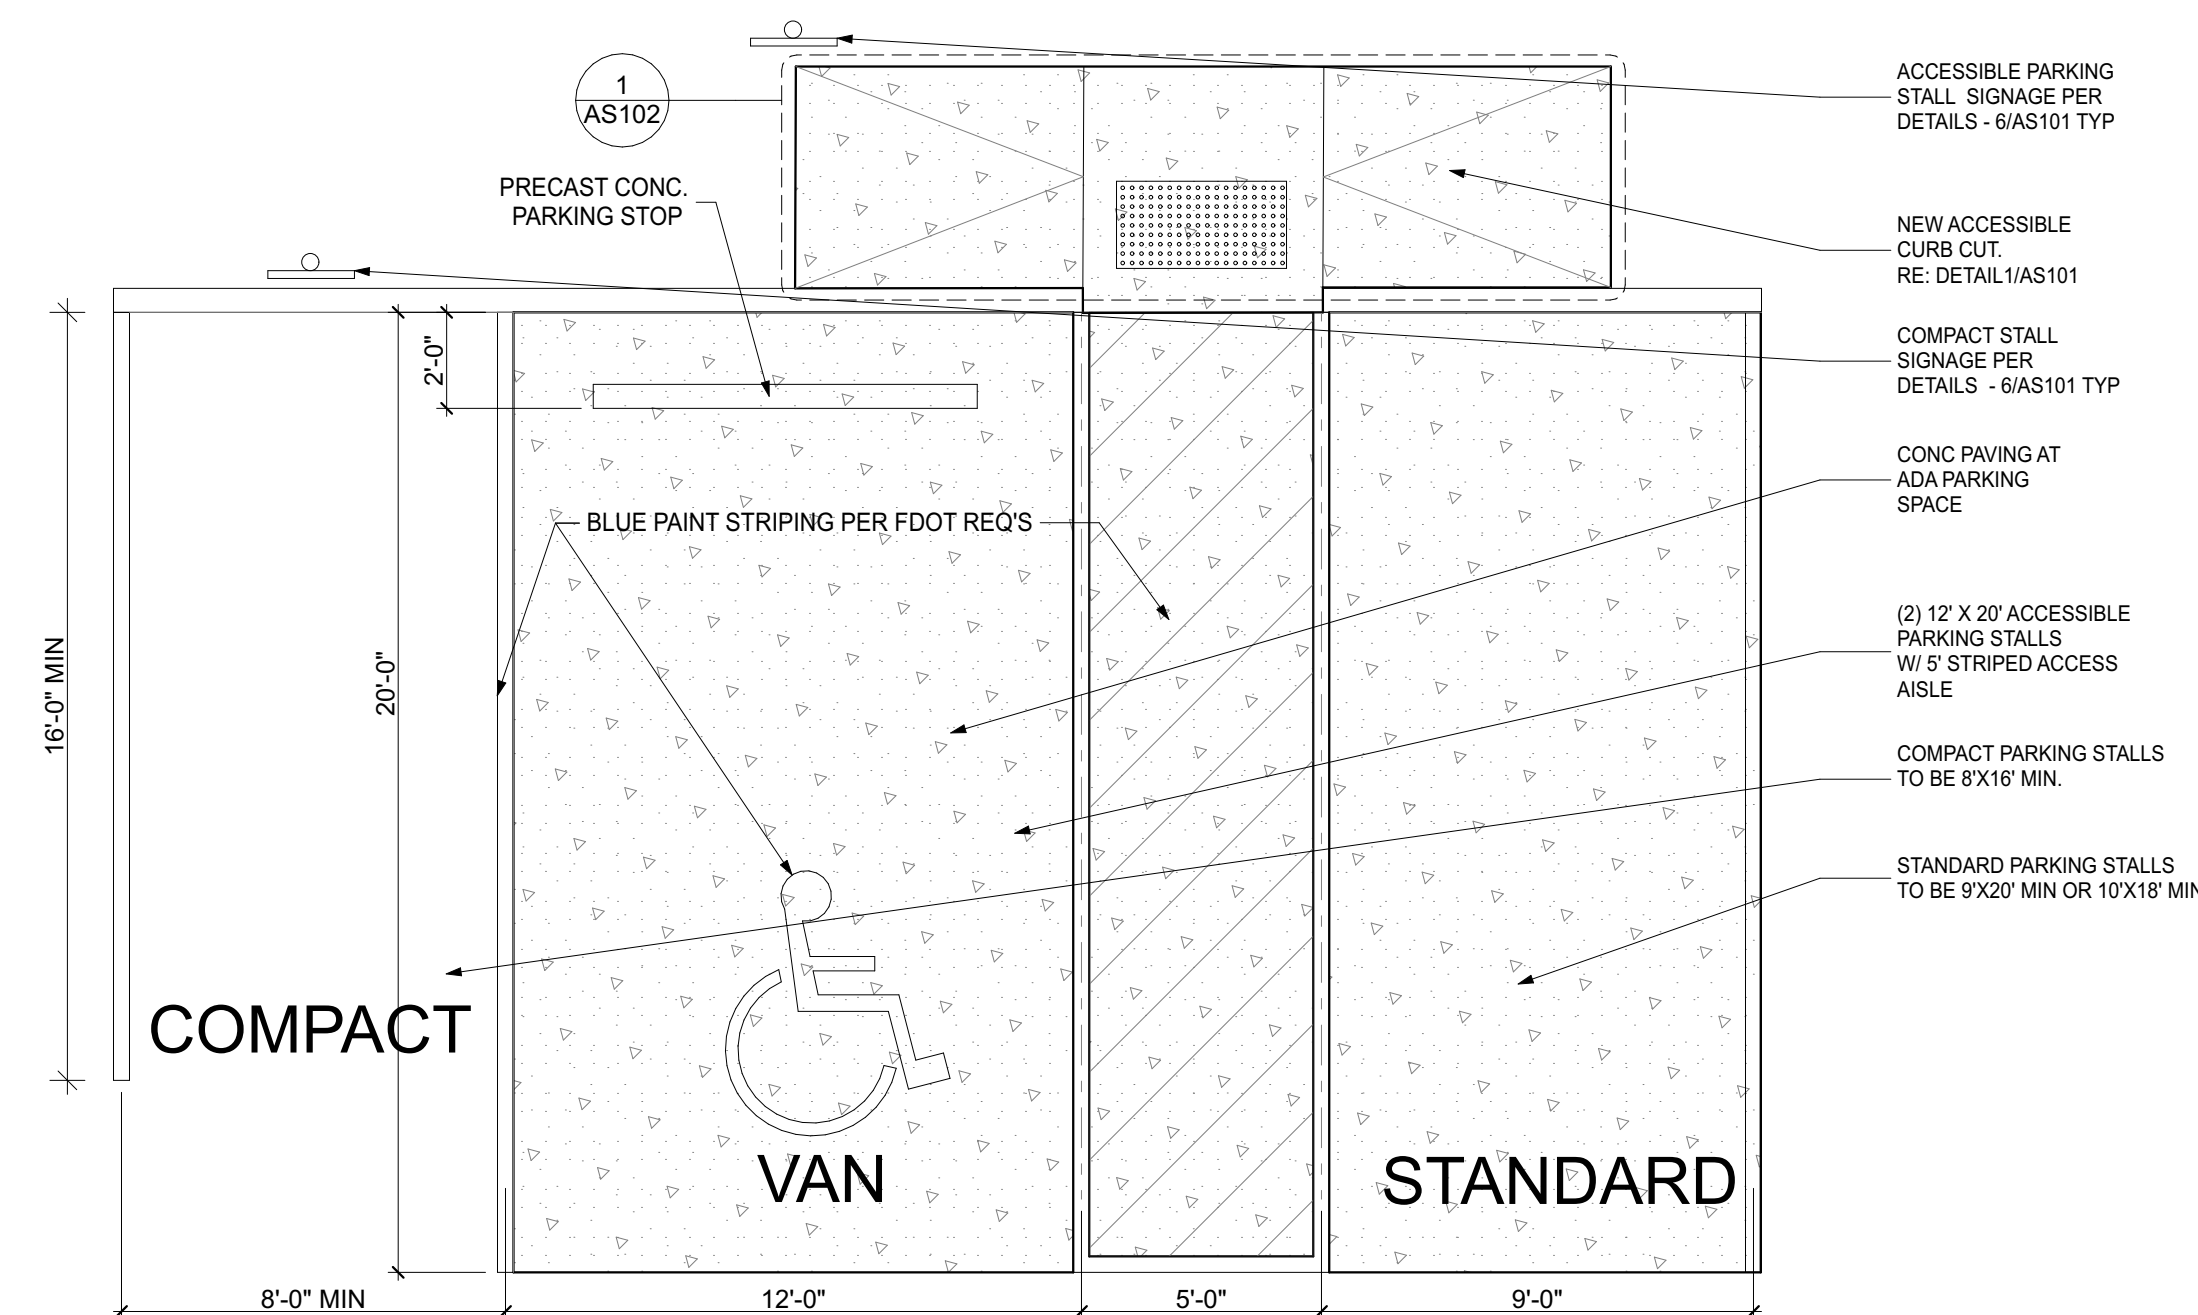 1
AS102
PRECAST CONC.
PARKING STOP
ACCESSIBLE PARKING
STALL SIGNAGE PER
DETAILS - 6/AS101 TYP
NEW ACCESSIBLE
CURB CUT.
RE: DETAIL1/AS101
COMPACT STALL
SIGNAGE PER
DETAILS - 6/AS101 TYP
CONC PAVING AT
ADA PARKING
SPACE
(2) 12' X 20' ACCESSIBLE
PARKING STALLS
W/ 5' STRIPED ACCESS
AISLE
COMPACT PARKING STALLS
TO BE 8'X16' MIN.
STANDARD PARKING STALLS
TO BE 9'X20' MIN OR 10'X18' MIN
2'-0"
BLUE PAINT STRIPING PER FDOT REQ'S
16'-0" MIN
20'-0"
COMPACT
VAN
STANDARD
8'-0" MIN
12'-0"
5'-0"
9'-0"